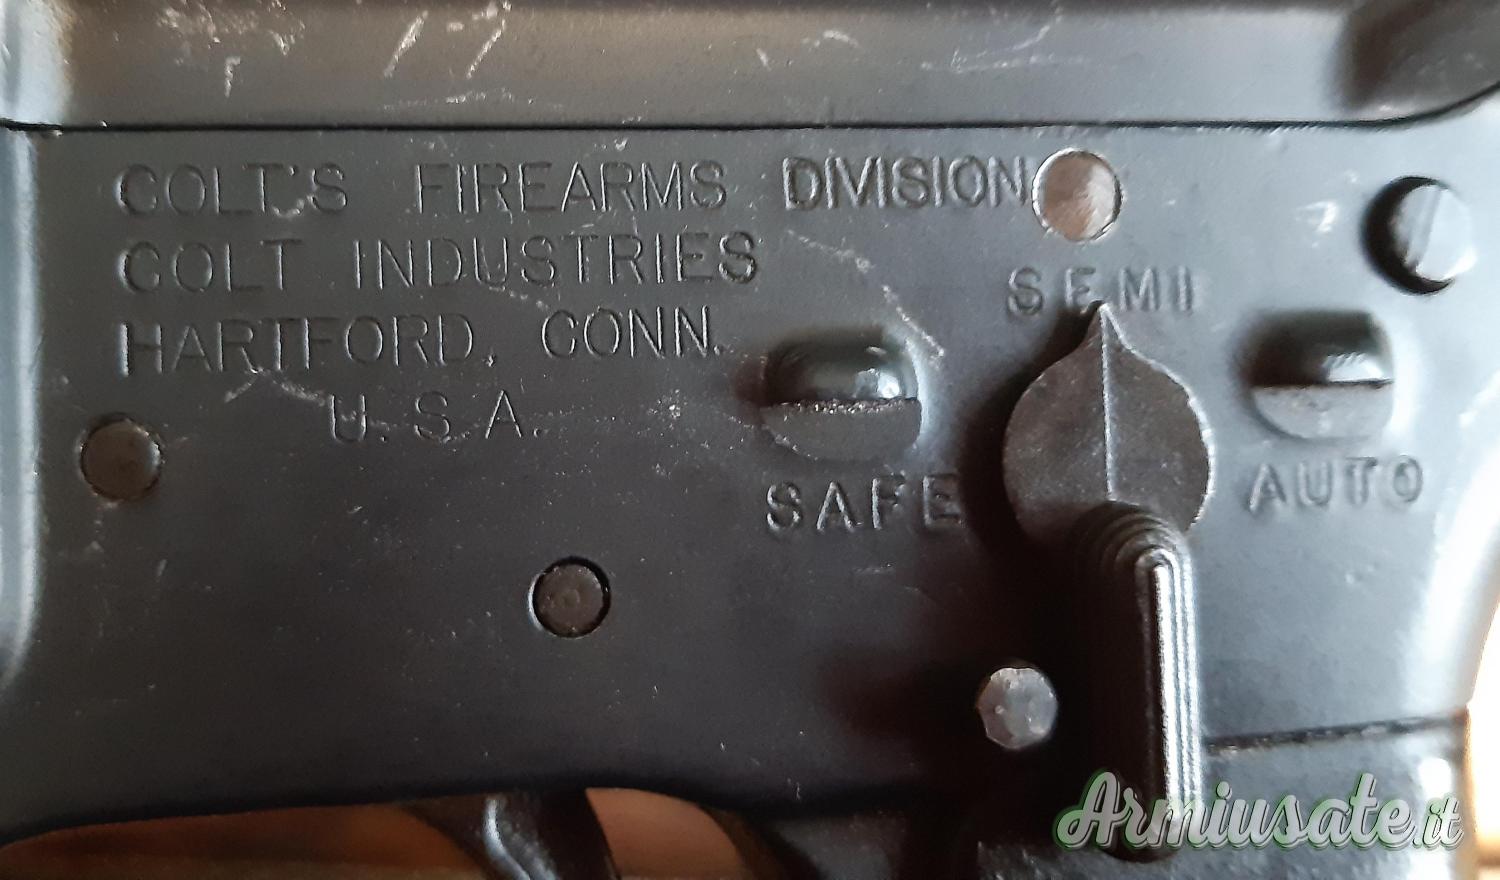 COLT'S FIREARMS DIVISION
COLT INDUSTRIES
HARTFORD, CONN.
U.S.A.
SEMI
SAFE
AUTO
Armiusate.it